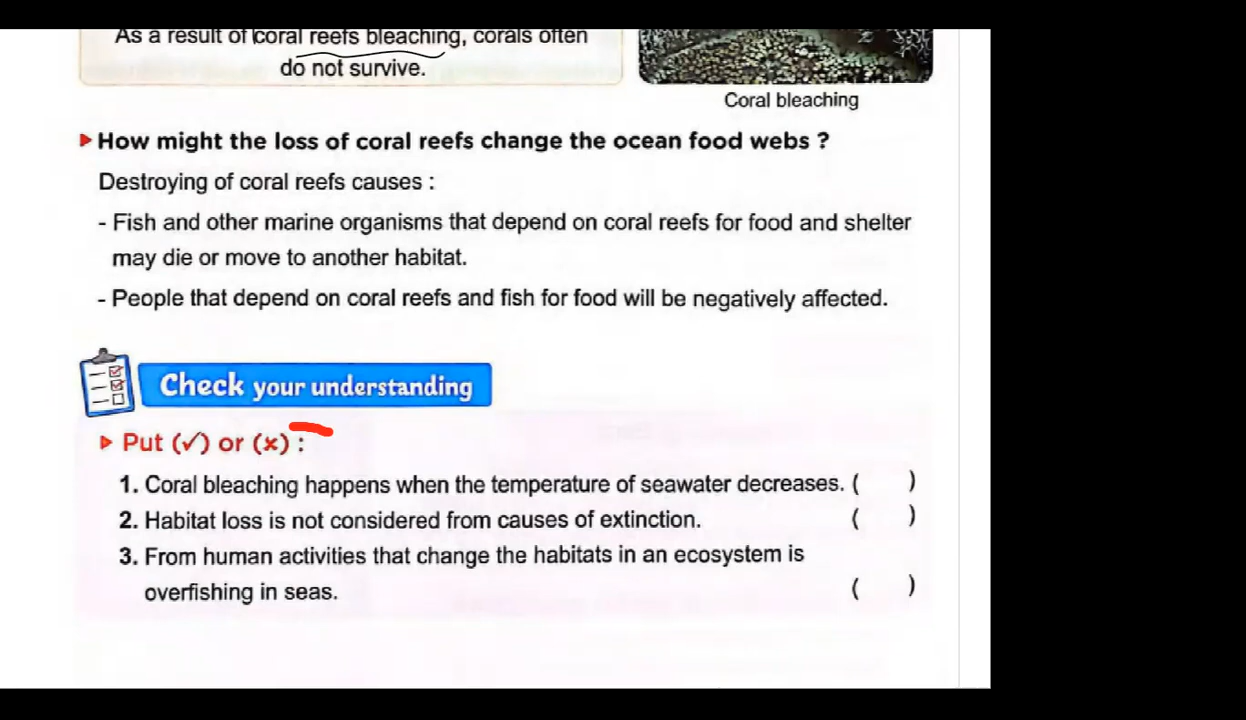 As a result of coral reefs bleaching, corals often
do not survive.
Coral bleaching
How might the loss of coral reefs change the ocean food webs ?
Destroying of coral reefs causes :
- Fish and other marine organisms that depend on coral reefs for food and shelter
may die or move to another habitat.
- People that depend on coral reefs and fish for food will be negatively affected.
Check your understanding
Put (✓) or (x) :
1. Coral bleaching happens when the temperature of seawater decreases. ( )
2. Habitat loss is not considered from causes of extinction. ( )
3. From human activities that change the habitats in an ecosystem is
overfishing in seas. ( )